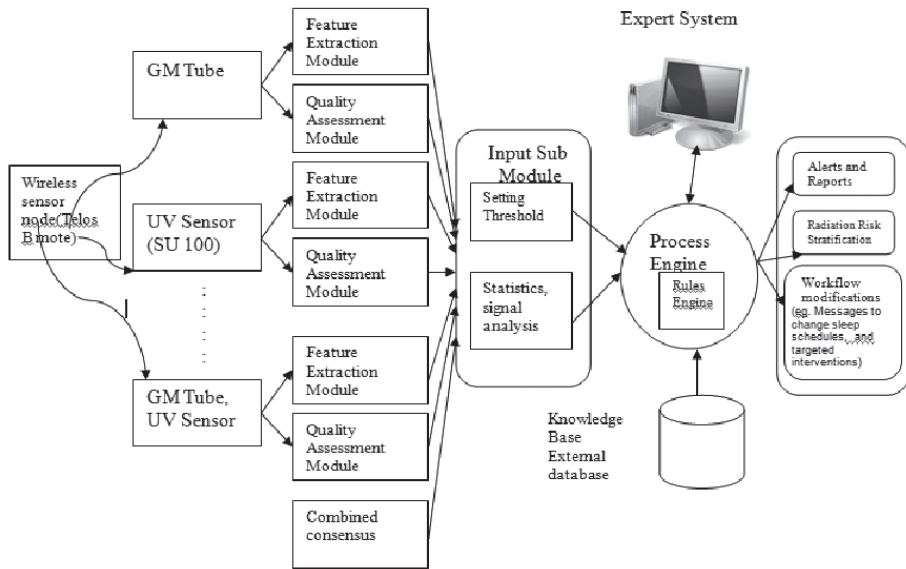 Expert System
GM Tube
Feature
Extraction
Module
Quality
Assessment
Module
Wireless
sensor
node(Telos
B mote)
UV Sensor
(SU 100)
Feature
Extraction
Module
Quality
Assessment
Module
GM Tube,
UV Sensor
Feature
Extraction
Module
Quality
Assessment
Module
Combined
consensus
Input Sub
Module
Setting
Threshold
Statistics,
signal
analysis
Process
Engine
Rules
Engine
Knowledge
Base
External
database
Alerts and
Reports
Radiation Risk
Stratification
Workflow
modifications
(eg. Messages to
change sleep
schedules, and
targeted
interventions)